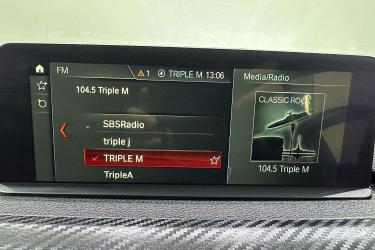 FM
1 TRIPLE M 13:06
Media/Radio
104.5 Triple M
SBSRadio
triple j
TRIPLE M
TripleA
CLASSIC ROCK
104.5 Triple M